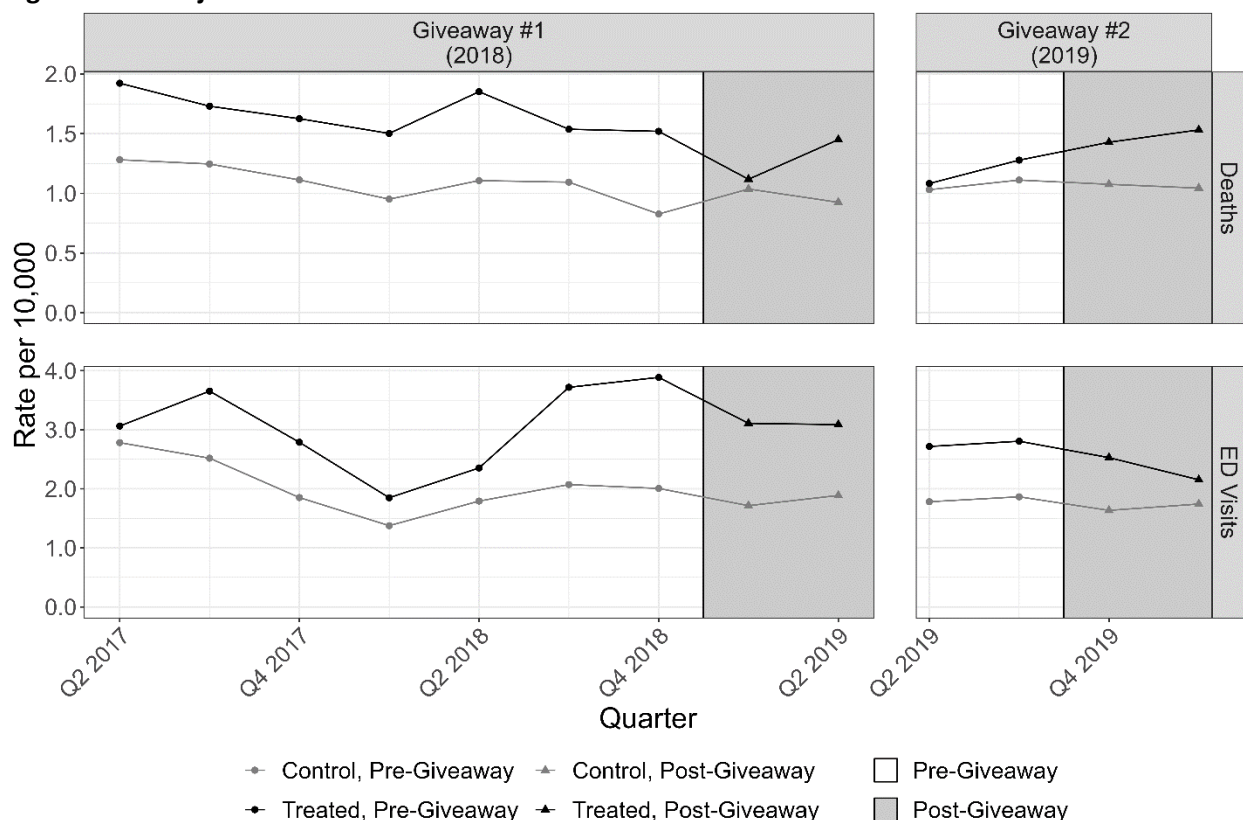 Giveaway #1
(2018)
Giveaway #2
(2019)
2.0
1.5
1.0
0.5
0.0
Deaths
4.0
3.0
2.0
1.0
0.0
ED Visits
Rate per 10,000
Q2 2017
Q4 2017
Q2 2018
Q4 2018
Q2 2019
Q2 2019
Q4 2019
Quarter
Control, Pre-Giveaway
Control, Post-Giveaway
Pre-Giveaway
Treated, Pre-Giveaway
Treated, Post-Giveaway
Post-Giveaway